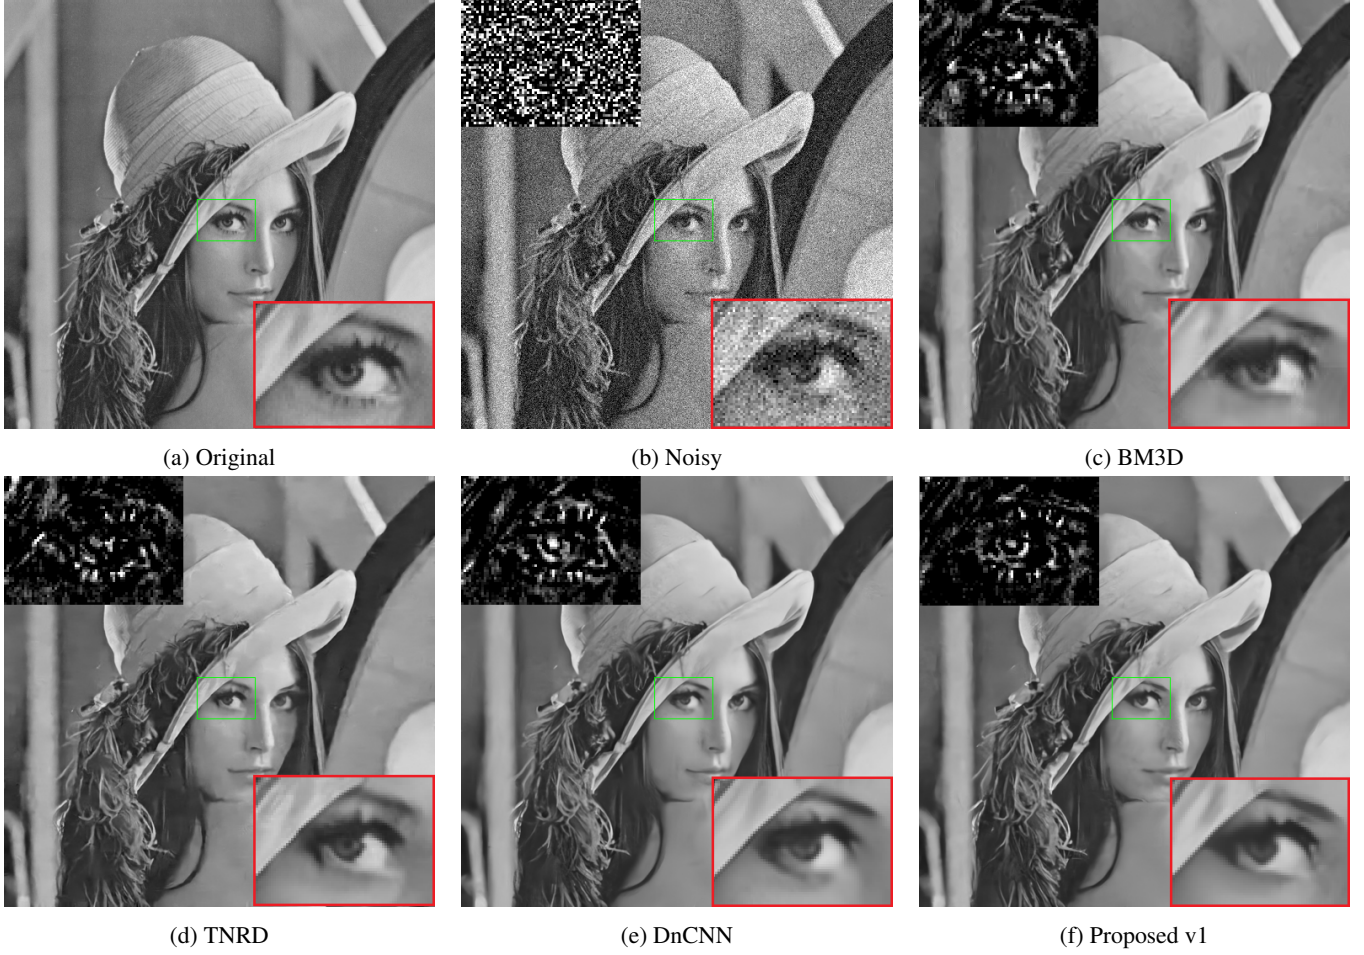 (a) Original
(b) Noisy
(c) BM3D
(d) TNRD
(e) DnCNN
(f) Proposed v1